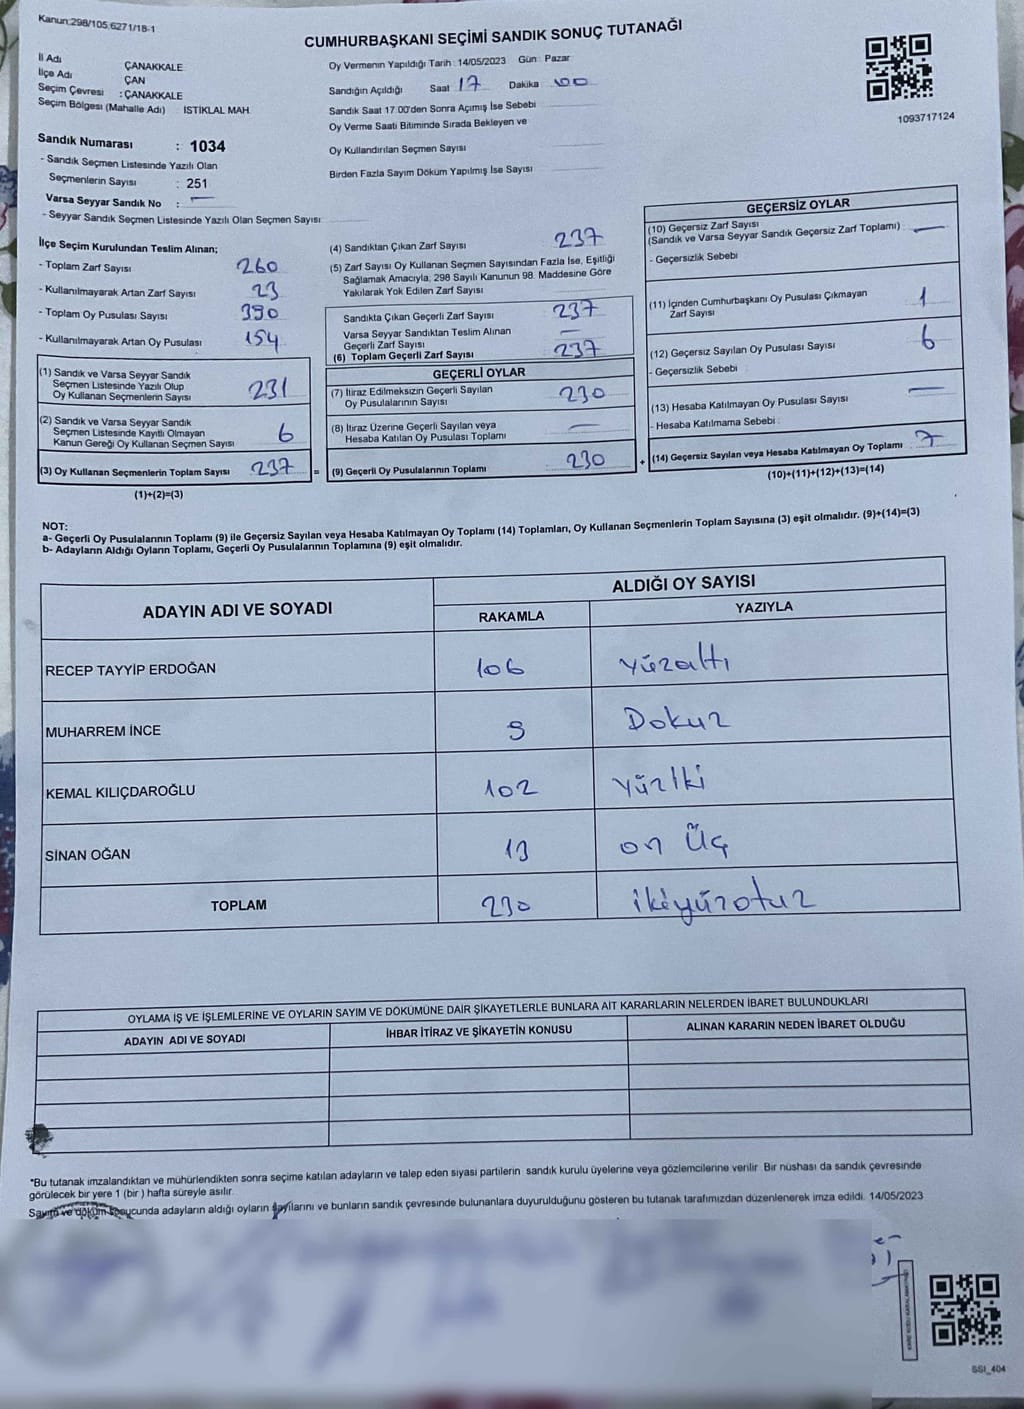 Kanun:298/105;6271/18-1
CUMHURBAŞKANI SEÇİMİ SANDIK SONUÇ TUTANAĞI
İl Adı ÇANAKKALE
İlçe Adı ÇAN
Seçim Çevresi : ÇANAKKALE
Seçim Bölgesi (Mahalle Adı) İSTİKLAL MAH.
Sandık Numarası : 1034
- Sandık Seçmen Listesinde Yazılı Olan
Seçmenlerin Sayısı : 251
Varsa Seyyar Sandık No : —
- Seyyar Sandık Seçmen Listesinde Yazılı Olan Seçmen Sayısı
Oy Vermenin Yapıldığı Tarih : 14/05/2023 Gün : Pazar
Sandığın Açıldığı Saat 17 Dakika 00
Sandık Saat 17:00'den Sonra Açımış İse Sebebi
Oy Verme Saati Bitiminde Sırada Bekleyen ve
Oy Kullandırılan Seçmen Sayısı
Birden Fazla Sayım Döküm Yapılmış İse Sayısı
1093717124
İlçe Seçim Kurulundan Teslim Alınan;
- Toplam Zarf Sayısı 260
- Kullanılmayarak Artan Zarf Sayısı 23
- Toplam Oy Pusulası Sayısı 390
- Kullanılmayarak Artan Oy Pusulası 154
(1) Sandık ve Varsa Seyyar Sandık
Seçmen Listesinde Yazılı Olup
Oy Kullanan Seçmenlerin Sayısı 231
(2) Sandık ve Varsa Seyyar Sandık
Seçmen Listesinde Kayıtlı Olmayan
Kanun Gereği Oy Kullanan Seçmen Sayısı 6
(3) Oy Kullanan Seçmenlerin Toplam Sayısı 237 =
(1)+(2)=(3)
(4) Sandıktan Çıkan Zarf Sayısı 237
(5) Zarf Sayısı Oy Kullanan Seçmen Sayısından Fazla İse, Eşitliği
Sağlamak Amacıyla; 298 Sayılı Kanunun 98. Maddesine Göre
Yakılarak Yok Edilen Zarf Sayısı
Sandıkta Çıkan Geçerli Zarf Sayısı 237
Varsa Seyyar Sandıktan Teslim Alınan
Geçerli Zarf Sayısı —
(6) Toplam Geçerli Zarf Sayısı 237
GEÇERLİ OYLAR
(7) İtiraz Edilmeksizin Geçerli Sayılan
Oy Pusulalarının Sayısı 230
(8) İtiraz Üzerine Geçerli Sayılan veya
Hesaba Katılan Oy Pusulası Toplamı —
(9) Geçerli Oy Pusulalarının Toplamı 230 +
GEÇERSİZ OYLAR
(10) Geçersiz Zarf Sayısı
(Sandık ve Varsa Seyyar Sandık Geçersiz Zarf Toplamı) : —
- Geçersizlik Sebebi
(11) İçinden Cumhurbaşkanı Oy Pusulası Çıkmayan
Zarf Sayısı 1
(12) Geçersiz Sayılan Oy Pusulası Sayısı 6
- Geçersizlik Sebebi
(13) Hesaba Katılmayan Oy Pusulası Sayısı —
- Hesaba Katılmama Sebebi :
(14) Geçersiz Sayılan veya Hesaba Katılmayan Oy Toplamı 7
(10)+(11)+(12)+(13)=(14)
NOT:
a- Geçerli Oy Pusulalarının Toplamı (9) ile Geçersiz Sayılan veya Hesaba Katılmayan Oy Toplamı (14) Toplamları, Oy Kullanan Seçmenlerin Toplam Sayısına (3) eşit olmalıdır. (9)+(14)=(3)
b- Adayların Aldığı Oyların Toplamı, Geçerli Oy Pusulalarının Toplamına (9) eşit olmalıdır.
ADAYIN ADI VE SOYADI ALDIĞI OY SAYISI
RAKAMLA YAZIYLA
RECEP TAYYİP ERDOĞAN 106 yüzaltı
MUHARREM İNCE 9 Dokuz
KEMAL KILIÇDAROĞLU 102 yüzİki
SİNAN OĞAN 13 on Üç
TOPLAM 230 ikiyüzotuz
OYLAMA İŞ VE İŞLEMLERİNE VE OYLARIN SAYIM VE DÖKÜMÜNE DAİR ŞİKAYETLERLE BUNLARA AİT KARARLARIN NELERDEN İBARET BULUNDUKLARI
ADAYIN ADI VE SOYADI İHBAR İTİRAZ VE ŞİKAYETİN KONUSU ALINAN KARARIN NEDEN İBARET OLDUĞU
*Bu tutanak imzalandıktan ve mühürlendikten sonra seçime katılan adayların ve talep eden siyasi partilerin sandık kurulu üyelerine veya gözlemcilerine verilir. Bir nüshası da sandık çevresinde
görülecek bir yere 1 (bir ) hafta süreyle asılır.
Sayım ve döküm sonucunda adayların aldığı oyların sayılarını ve bunların sandık çevresinde bulunanlara duyurulduğunu gösteren bu tutanak tarafımızdan düzenlenerek imza edildi. 14/05/2023
SSI_404